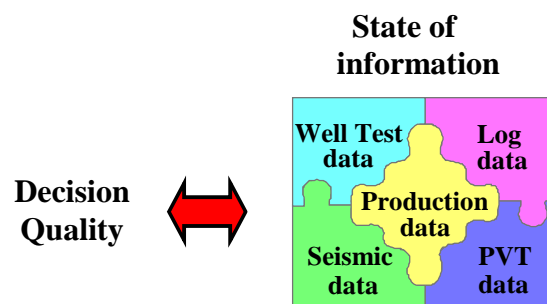 State of
information
Well Test
data
Log
data
Decision
Quality
Production
data
Seismic
data
PVT
data